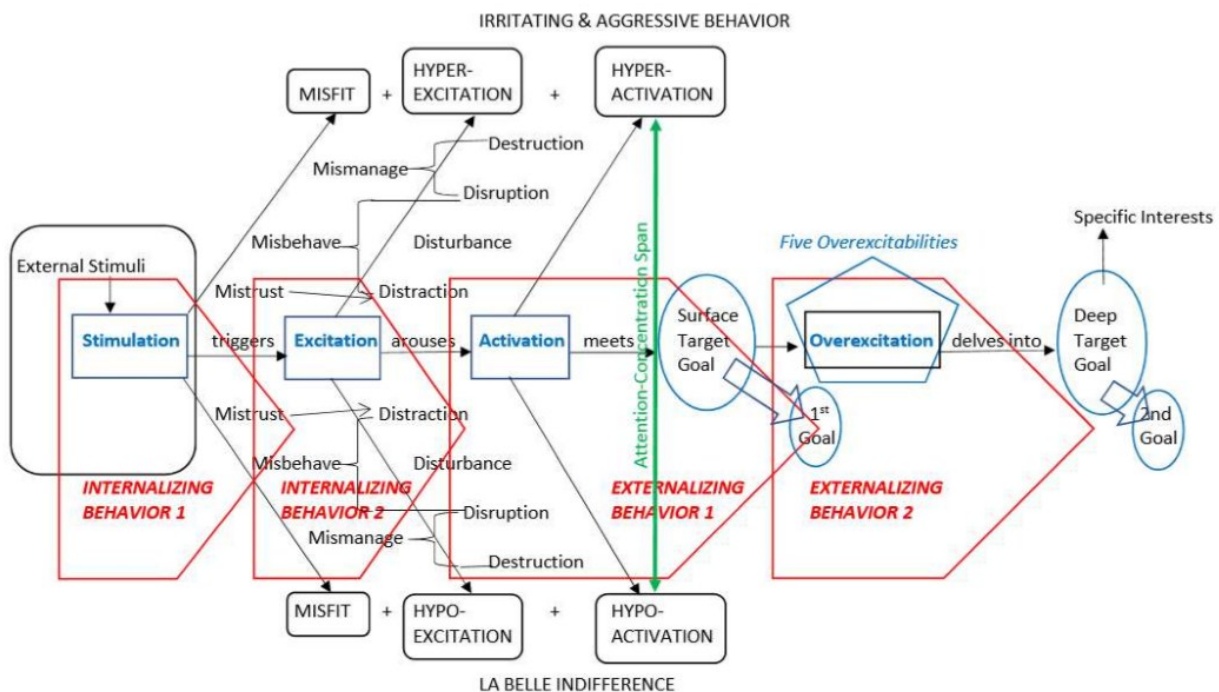 IRRITATING & AGGRESSIVE BEHAVIOR
MISFIT
+
HYPER-
EXCITATION
+
HYPER-
ACTIVATION
Destruction
Mismanage
Disruption
Misbehave
Disturbance
Mistrust
Distraction
External Stimuli
Five Overexcitabilities
Specific Interests
Stimulation
triggers
Excitation
arouses
Activation
meets
Attention-Concentration Span
Surface
Target
Goal
Overexcitation
delves into
Deep
Target
Goal
1st
Goal
2nd
Goal
Mistrust
Distraction
Misbehave
Disturbance
INTERNALIZING
BEHAVIOR 1
INTERNALIZING
BEHAVIOR 2
EXTERNALIZING
BEHAVIOR 1
EXTERNALIZING
BEHAVIOR 2
Disruption
Mismanage
Destruction
MISFIT
+
HYPO-
EXCITATION
+
HYPO-
ACTIVATION
LA BELLE INDIFFERENCE